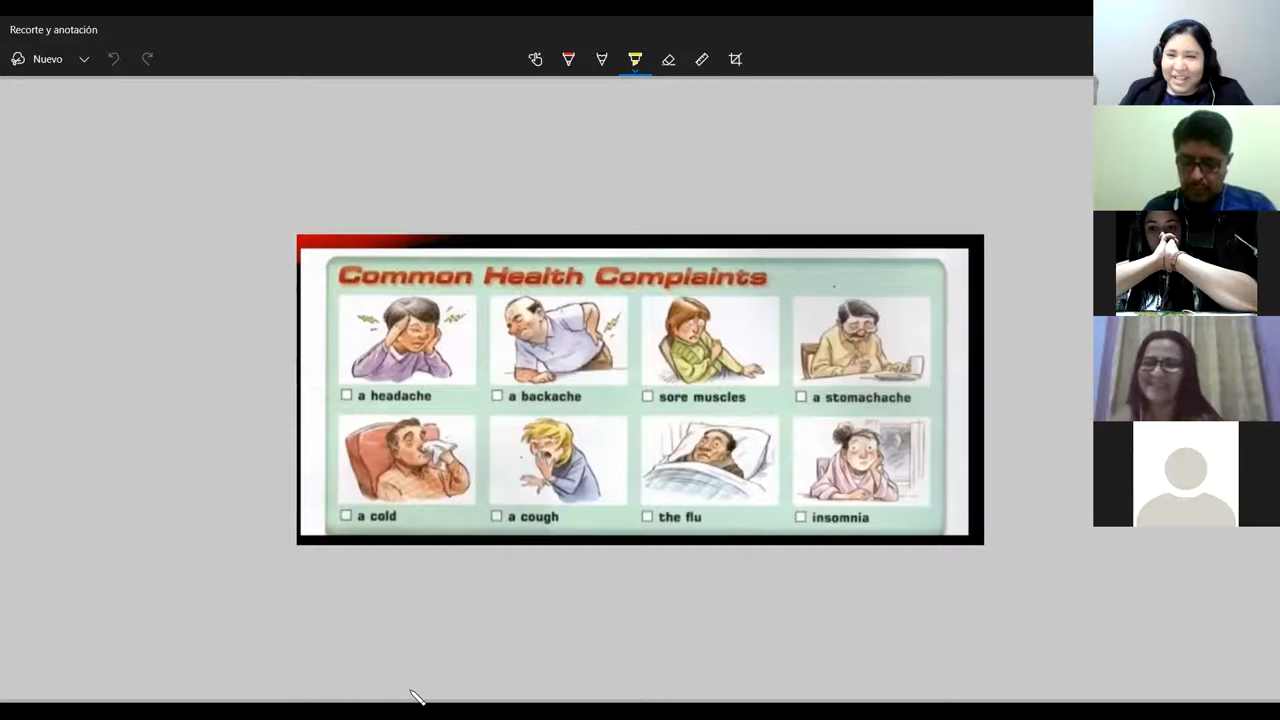 Recorte y anotación
Nuevo
Common Health Complaints
a headache
a backache
sore muscles
a stomachache
a cold
a cough
the flu
insomnia